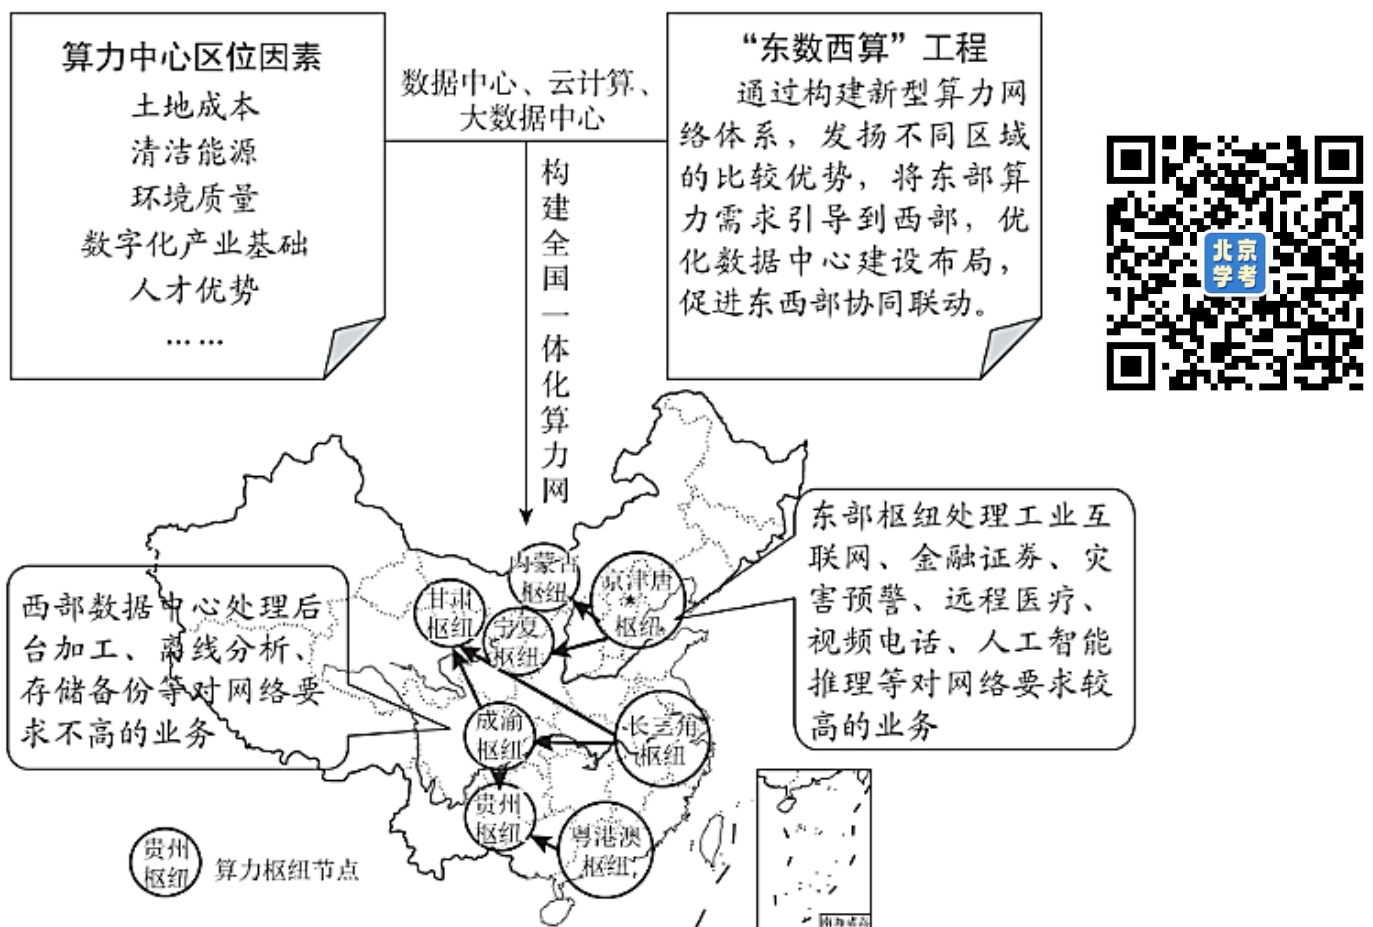 算力中心区位因素
土地成本
清洁能源
环境质量
数字化产业基础
人才优势
……
数据中心、云计算、
大数据中心
构建全国一体化算力网
“东数西算”工程
通过构建新型算力网
络体系，发扬不同区域
的比较优势，将东部算
力需求引导到西部，优
化数据中心建设布局，
促进东西部协同联动。
北京
学考
西部数据中心处理后
台加工、离线分析、
存储备份等对网络要
求不高的业务
东部枢纽处理工业互
联网、金融证券、灾
害预警、远程医疗、
视频电话、人工智能
推理等对网络要求较
高的业务
内蒙古
枢纽
京津唐
枢纽
甘肃
枢纽
宁夏
枢纽
成渝
枢纽
长三角
枢纽
贵州
枢纽
粤港澳
枢纽
贵州
枢纽
算力枢纽节点